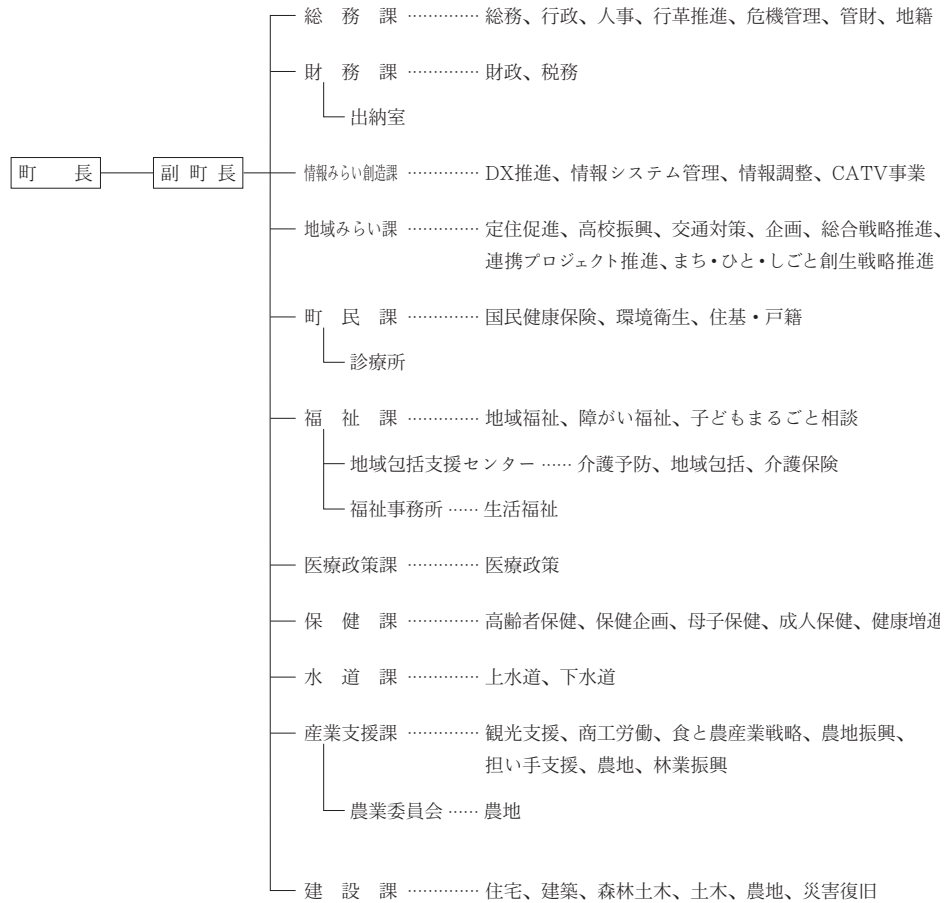 総務課 ………… 総務、行政、人事、行革推進、危機管理、管財、地籍
財務課 ………… 財政、税務
出納室
町長 副町長 情報みらい創造課 ………… DX推進、情報システム管理、情報調整、CATV事業
地域みらい課 ………… 定住促進、高校振興、交通対策、企画、総合戦略推進、
連携プロジェクト推進、まち・ひと・しごと創生戦略推進
町民課 ………… 国民健康保険、環境衛生、住基・戸籍
診療所
福祉課 ………… 地域福祉、障がい福祉、子どもまるごと相談
地域包括支援センター …… 介護予防、地域包括、介護保険
福祉事務所 …… 生活福祉
医療政策課 ………… 医療政策
保健課 ………… 高齢者保健、保健企画、母子保健、成人保健、健康増進
水道課 ………… 上水道、下水道
産業支援課 ………… 観光支援、商工労働、食と農産業戦略、農地振興、
担い手支援、農地、林業振興
農業委員会 …… 農地
建設課 ………… 住宅、建築、森林土木、土木、農地、災害復旧